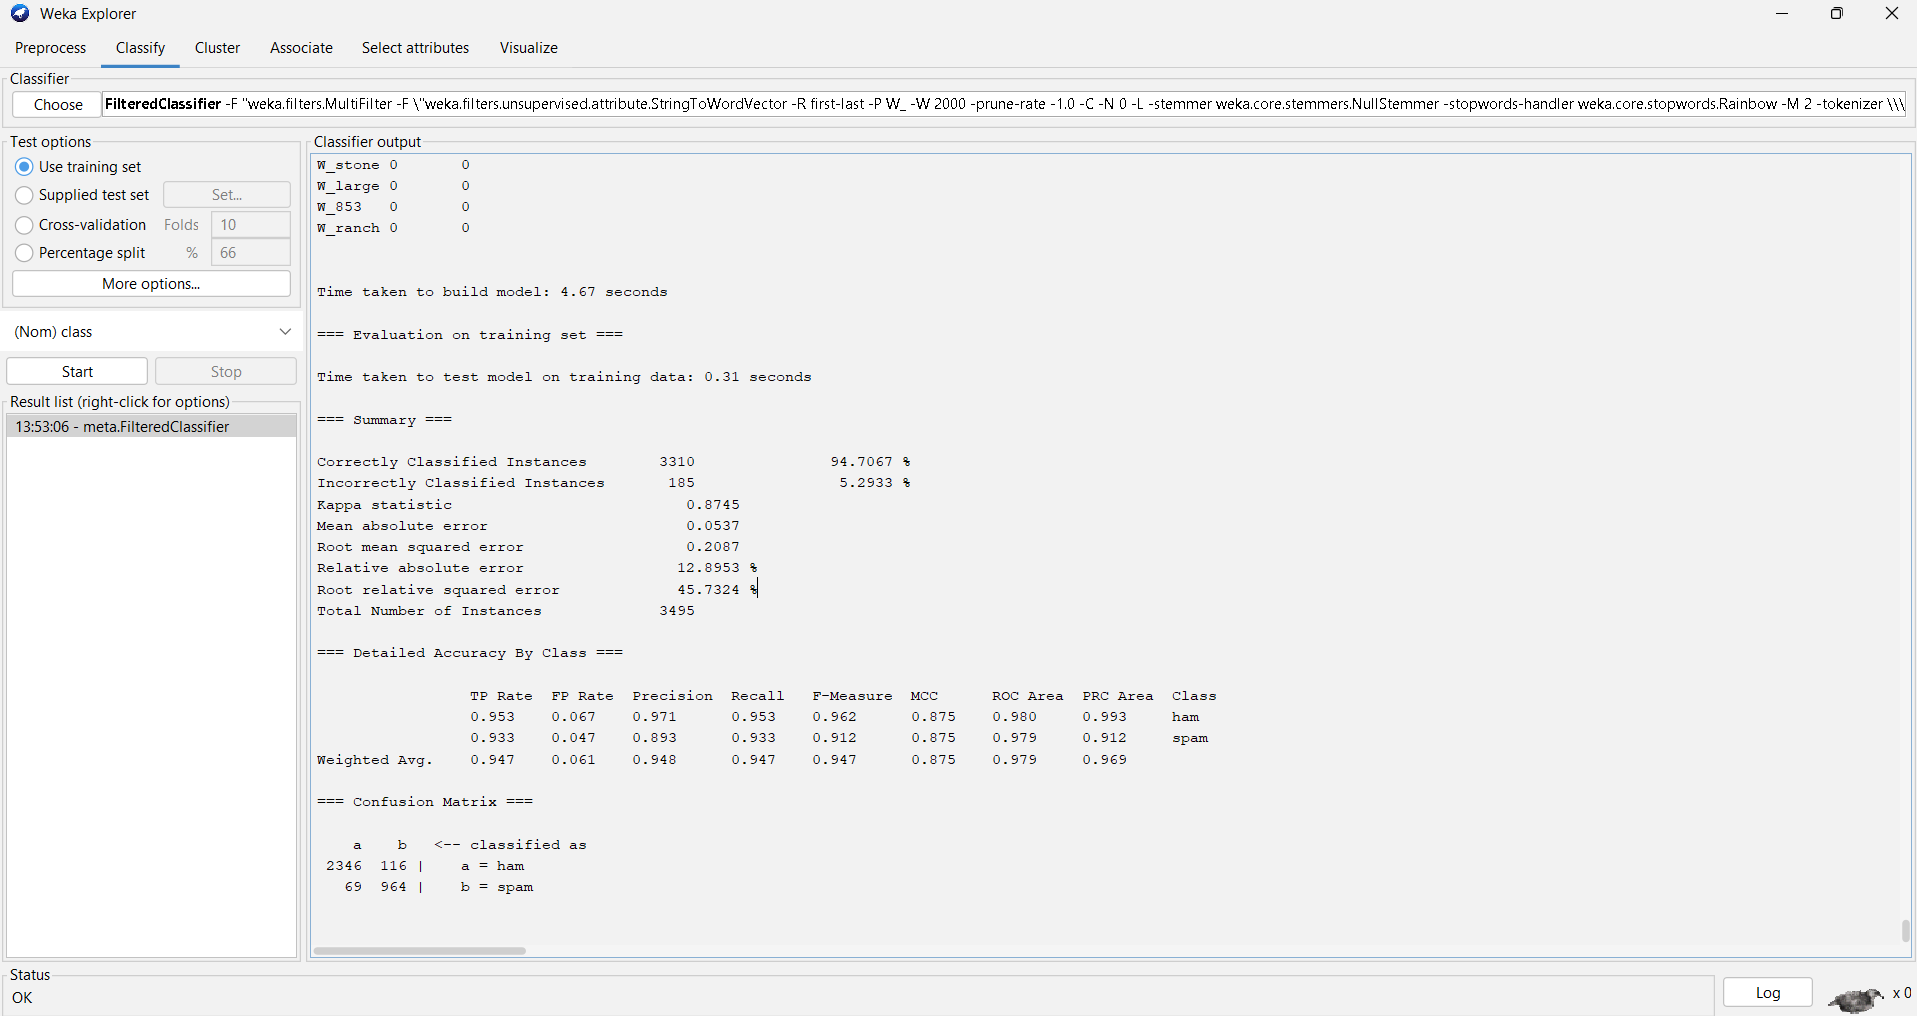 Weka Explorer
Preprocess Classify Cluster Associate Select attributes Visualize
Classifier
Choose FilteredClassifier -F "weka.filters.MultiFilter -F \"weka.filters.unsupervised.attribute.StringToWordVector -R first-last -P W_ -W 2000 -prune-rate -1.0 -C -N 0 -L -stemmer weka.core.stemmers.NullStemmer -stopwords-handler weka.core.stopwords.Rainbow -M 2 -tokenizer \\\
Test options
Use training set
Supplied test set Set...
Cross-validation Folds 10
Percentage split % 66
More options...
(Nom) class
Start Stop
Result list (right-click for options)
13:53:06 - meta.FilteredClassifier
Classifier output
W_stone 0 0
W_large 0 0
W_853 0 0
W_ranch 0 0
Time taken to build model: 4.67 seconds
=== Evaluation on training set ===
Time taken to test model on training data: 0.31 seconds
=== Summary ===
Correctly Classified Instances 3310 94.7067 %
Incorrectly Classified Instances 185 5.2933 %
Kappa statistic 0.8745
Mean absolute error 0.0537
Root mean squared error 0.2087
Relative absolute error 12.8953 %
Root relative squared error 45.7324 %
Total Number of Instances 3495
=== Detailed Accuracy By Class ===
TP Rate FP Rate Precision Recall F-Measure MCC ROC Area PRC Area Class
0.953 0.067 0.971 0.953 0.962 0.875 0.980 0.993 ham
0.933 0.047 0.893 0.933 0.912 0.875 0.979 0.912 spam
Weighted Avg. 0.947 0.061 0.948 0.947 0.947 0.875 0.979 0.969
=== Confusion Matrix ===
a b <-- classified as
2346 116 | a = ham
69 964 | b = spam
Status
OK
Log
x 0